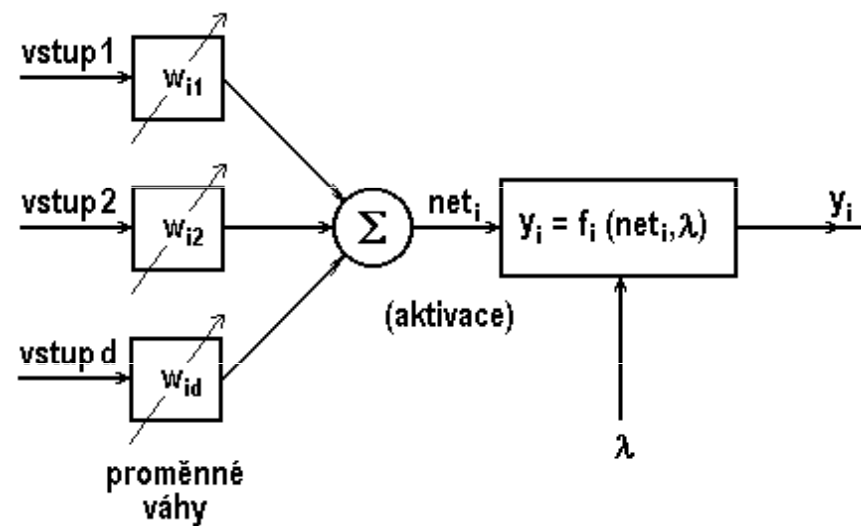 vstup 1
w_i1
vstup 2
w_i2
vstup d
w_id
proměnné
váhy
Σ
net_i
(aktivace)
y_i = f_i (net_i, λ)
λ
y_i